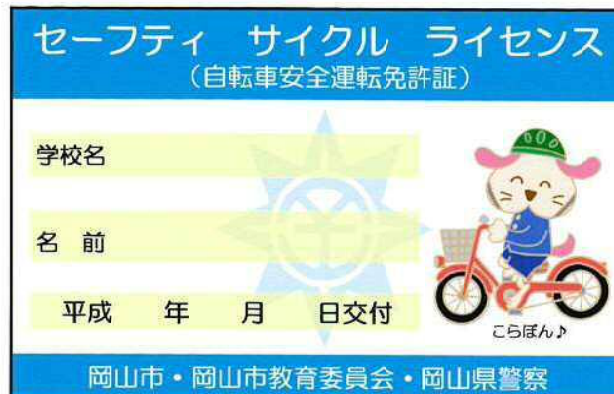 セーフティ サイクル ライセンス
（自転車安全運転免許証）
学校名
名 前
平成 年 月 日交付
こらぼん♪
岡山市・岡山市教育委員会・岡山県警察